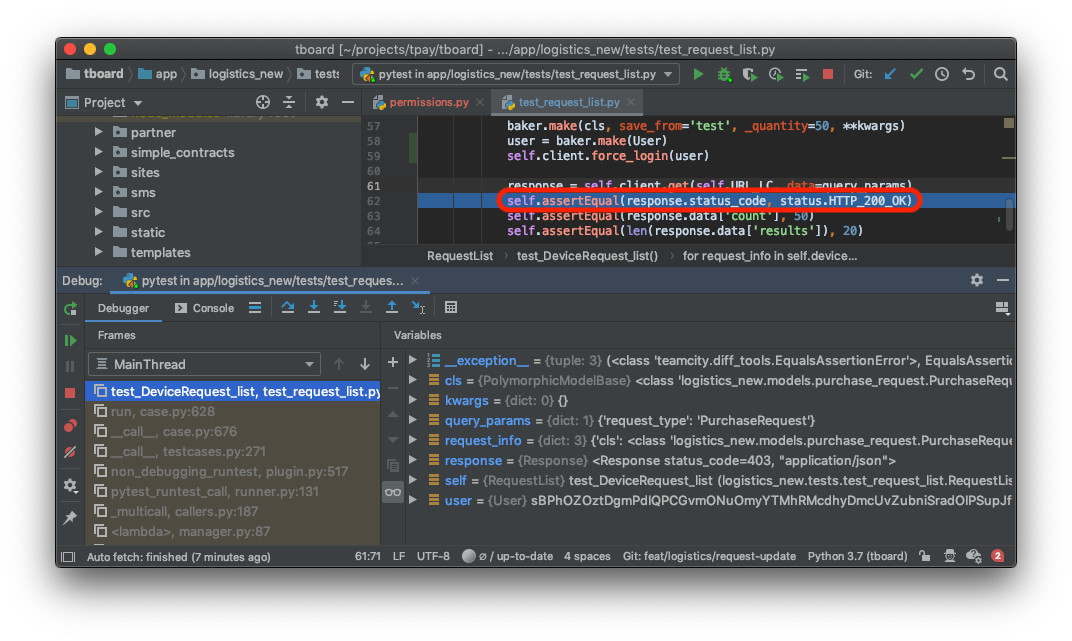 tboard [~/projects/tpay/tboard] - .../app/logistics_new/tests/test_request_list.py
tboard app logistics_new tests pytest in app/logistics_new/tests/test_request_list.py Git:
Project permissions.py test_request_list.py
partner
simple_contracts
sites
sms
src
static
templates
57 baker.make(cls, save_from='test', _quantity=50, **kwargs)
58 user = baker.make(User)
59 self.client.force_login(user)
60
61 response = self.client.get(self.URL_LC, data=query_params)
62 self.assertEqual(response.status_code, status.HTTP_200_OK)
63 self.assertEqual(response.data['count'], 50)
64 self.assertEqual(len(response.data['results']), 20)
RequestList test_DeviceRequest_list() for request_info in self.device...
Debug: pytest in app/logistics_new/tests/test_reques...
Debugger Console
Frames
MainThread
test_DeviceRequest_list, test_request_list.py
run, case.py:628
__call__, case.py:676
__call__, testcases.py:271
non_debugging_runtest, plugin.py:517
pytest_runtest_call, runner.py:131
_multicall, callers.py:187
<lambda>, manager.py:87
Variables
__exception__ = {tuple: 3} (<class 'teamcity.diff_tools.EqualsAssertionError'>, EqualsAssertio
cls = {PolymorphicModelBase} <class 'logistics_new.models.purchase_request.PurchaseRequ
kwargs = {dict: 0} {}
query_params = {dict: 1} {'request_type': 'PurchaseRequest'}
request_info = {dict: 3} {'cls': <class 'logistics_new.models.purchase_request.PurchaseRequ
response = {Response} <Response status_code=403, "application/json">
self = {RequestList} test_DeviceRequest_list (logistics_new.tests.test_request_list.RequestLis
Auto fetch: finished (7 minutes ago) 61:71 LF UTF-8 ⌀ / up-to-date 4 spaces Git: feat/logistics/request-update Python 3.7 (tboard) 2